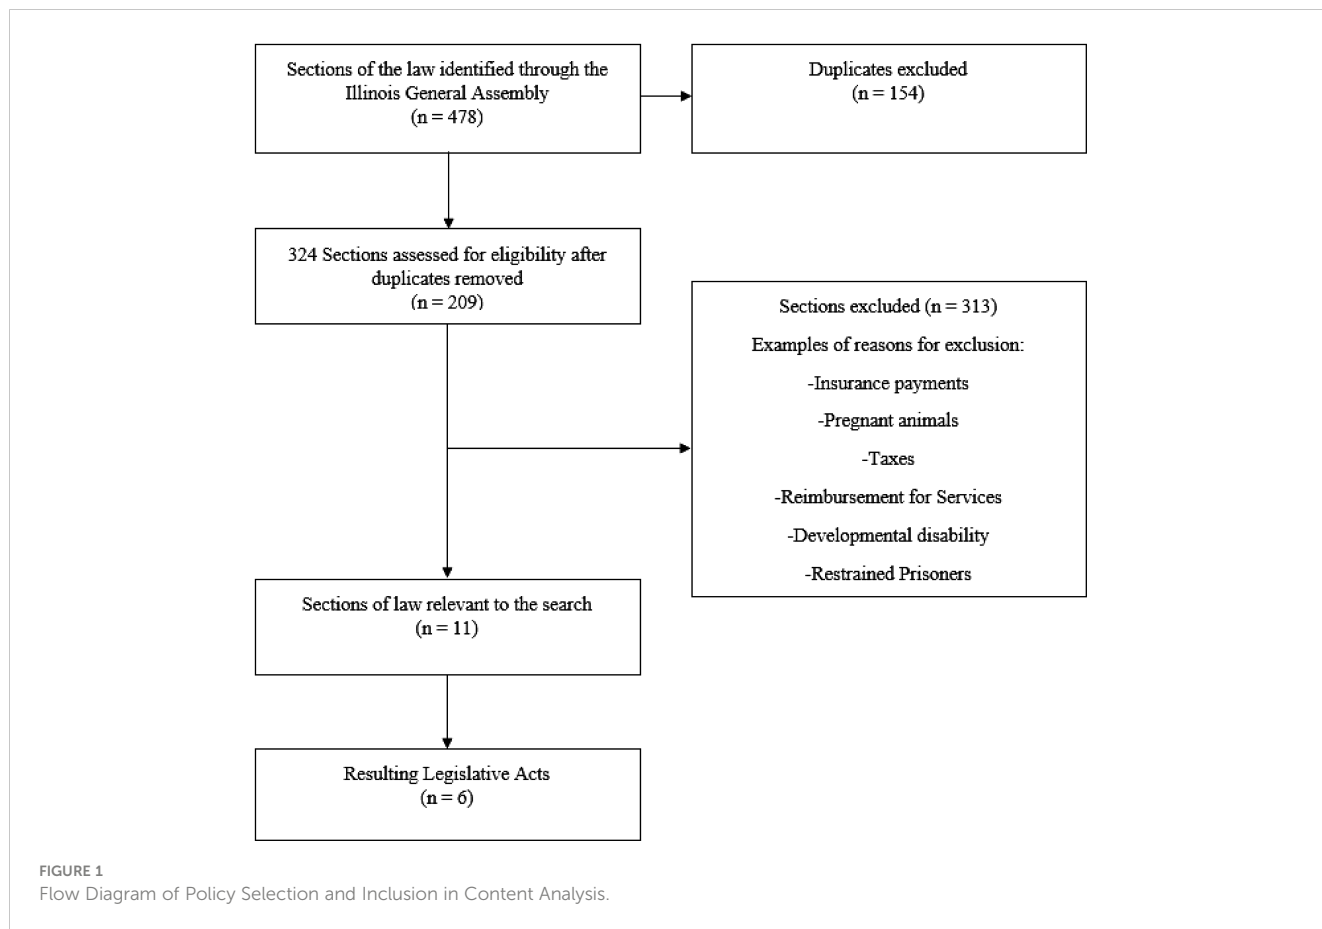 Sections of the law identified through the
Illinois General Assembly
(n = 478)
Duplicates excluded
(n = 154)
324 Sections assessed for eligibility after
duplicates removed
(n = 209)
Sections excluded (n = 313)
Examples of reasons for exclusion:
-Insurance payments
-Pregnant animals
-Taxes
-Reimbursement for Services
-Developmental disability
-Restrained Prisoners
Sections of law relevant to the search
(n = 11)
Resulting Legislative Acts
(n = 6)
FIGURE 1
Flow Diagram of Policy Selection and Inclusion in Content Analysis.